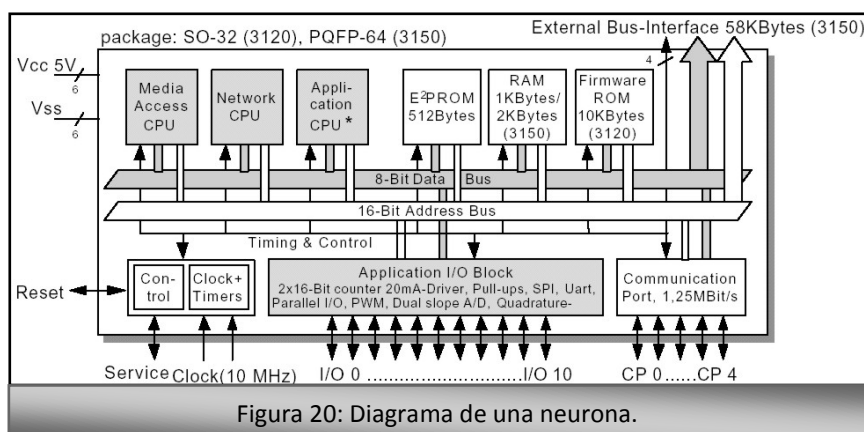 package: SO-32 (3120), PQFP-64 (3150)
External Bus-Interface 58KBytes (3150)
4
Vcc 5V
6
Vss
6
Media
Access
CPU
Network
CPU
Appli-
cation
CPU *
E²PROM
512Bytes
RAM
1KBytes/
2KBytes
(3150)
Firmware
ROM
10KBytes
(3120)
8-Bit Data Bus
16-Bit Address Bus
Timing & Control
Reset
Con-
trol
Clock+
Timers
Application I/O Block
2x16-Bit counter 20mA-Driver, Pull-ups, SPI, Uart,
Parallel I/O, PWM, Dual slope A/D, Quadrature-
Communication
Port, 1,25MBit/s
Service Clock(10 MHz)
I/O 0 ..............................I/O 10
CP 0......CP 4
Figura 20: Diagrama de una neurona.